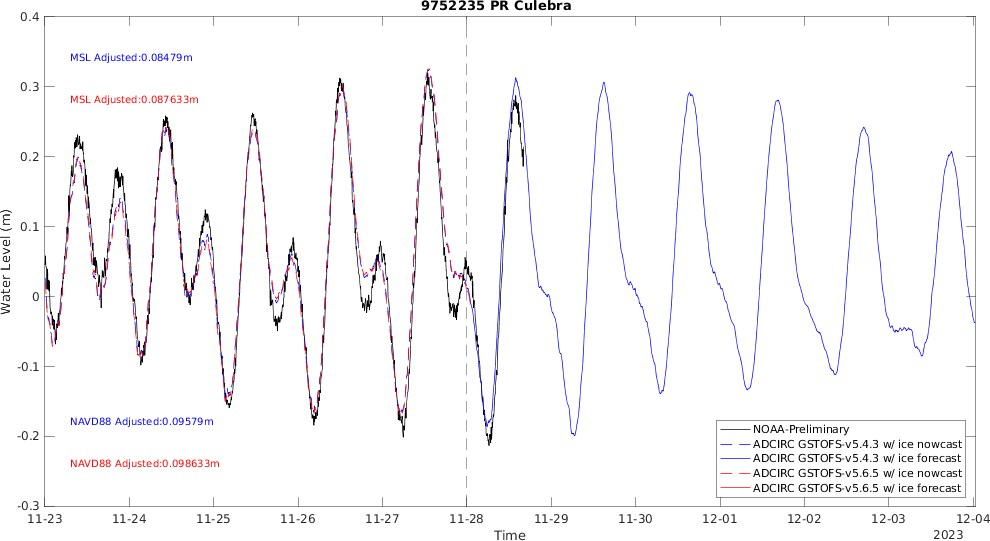 9752235 PR Culebra
0.4
0.3
0.2
0.1
0
-0.1
-0.2
-0.3
Water Level (m)
MSL Adjusted:0.08479m
MSL Adjusted:0.087633m
NAVD88 Adjusted:0.09579m
NAVD88 Adjusted:0.098633m
NOAA-Preliminary
ADCIRC GSTOFS-v5.4.3 w/ ice nowcast
ADCIRC GSTOFS-v5.4.3 w/ ice forecast
ADCIRC GSTOFS-v5.6.5 w/ ice nowcast
ADCIRC GSTOFS-v5.6.5 w/ ice forecast
11-23 11-24 11-25 11-26 11-27 11-28 11-29 11-30 12-01 12-02 12-03 12-04
Time
2023